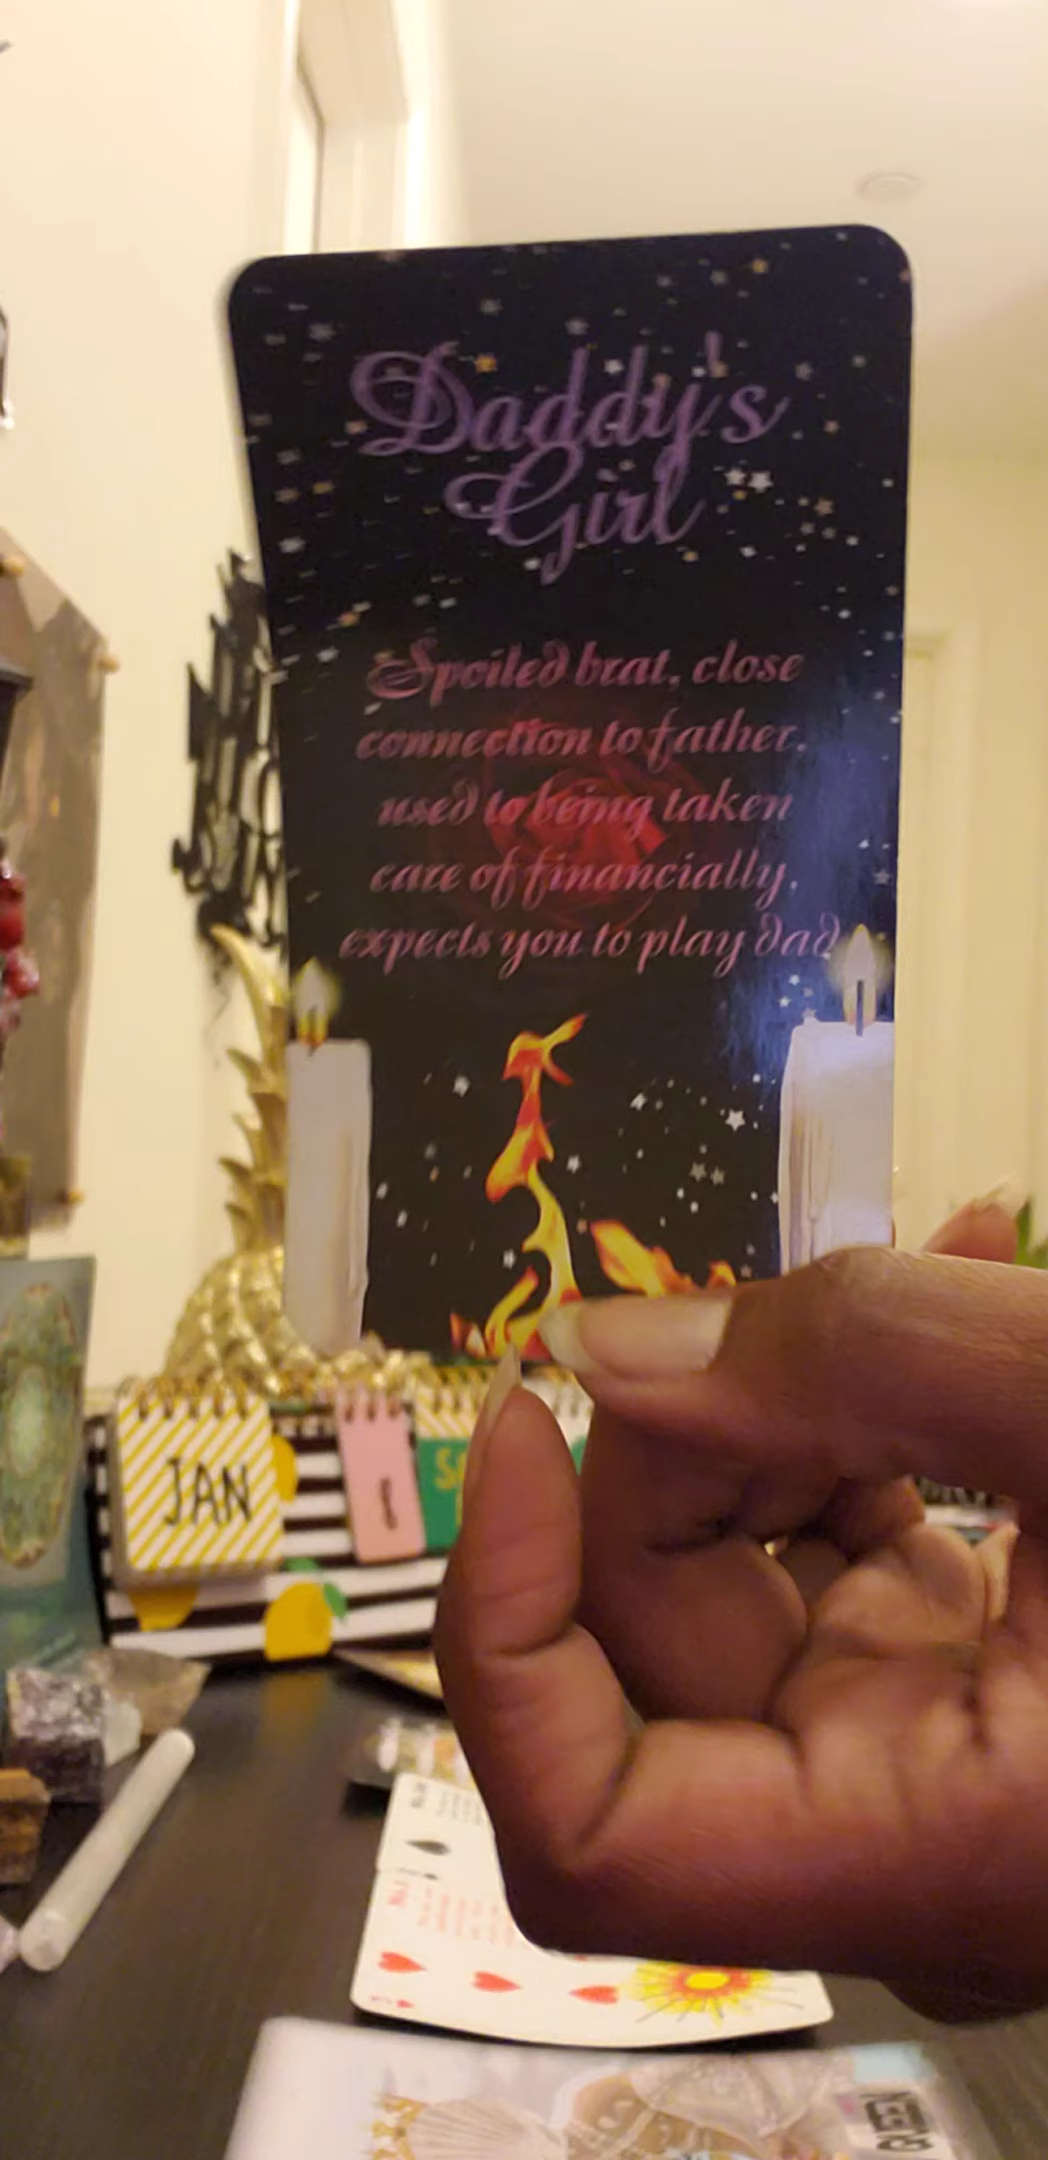 Daddy's
Girl
Spoiled brat, close
connection to father,
used to being taken
care of financially,
expects you to play dad.
JAN
QUEEN